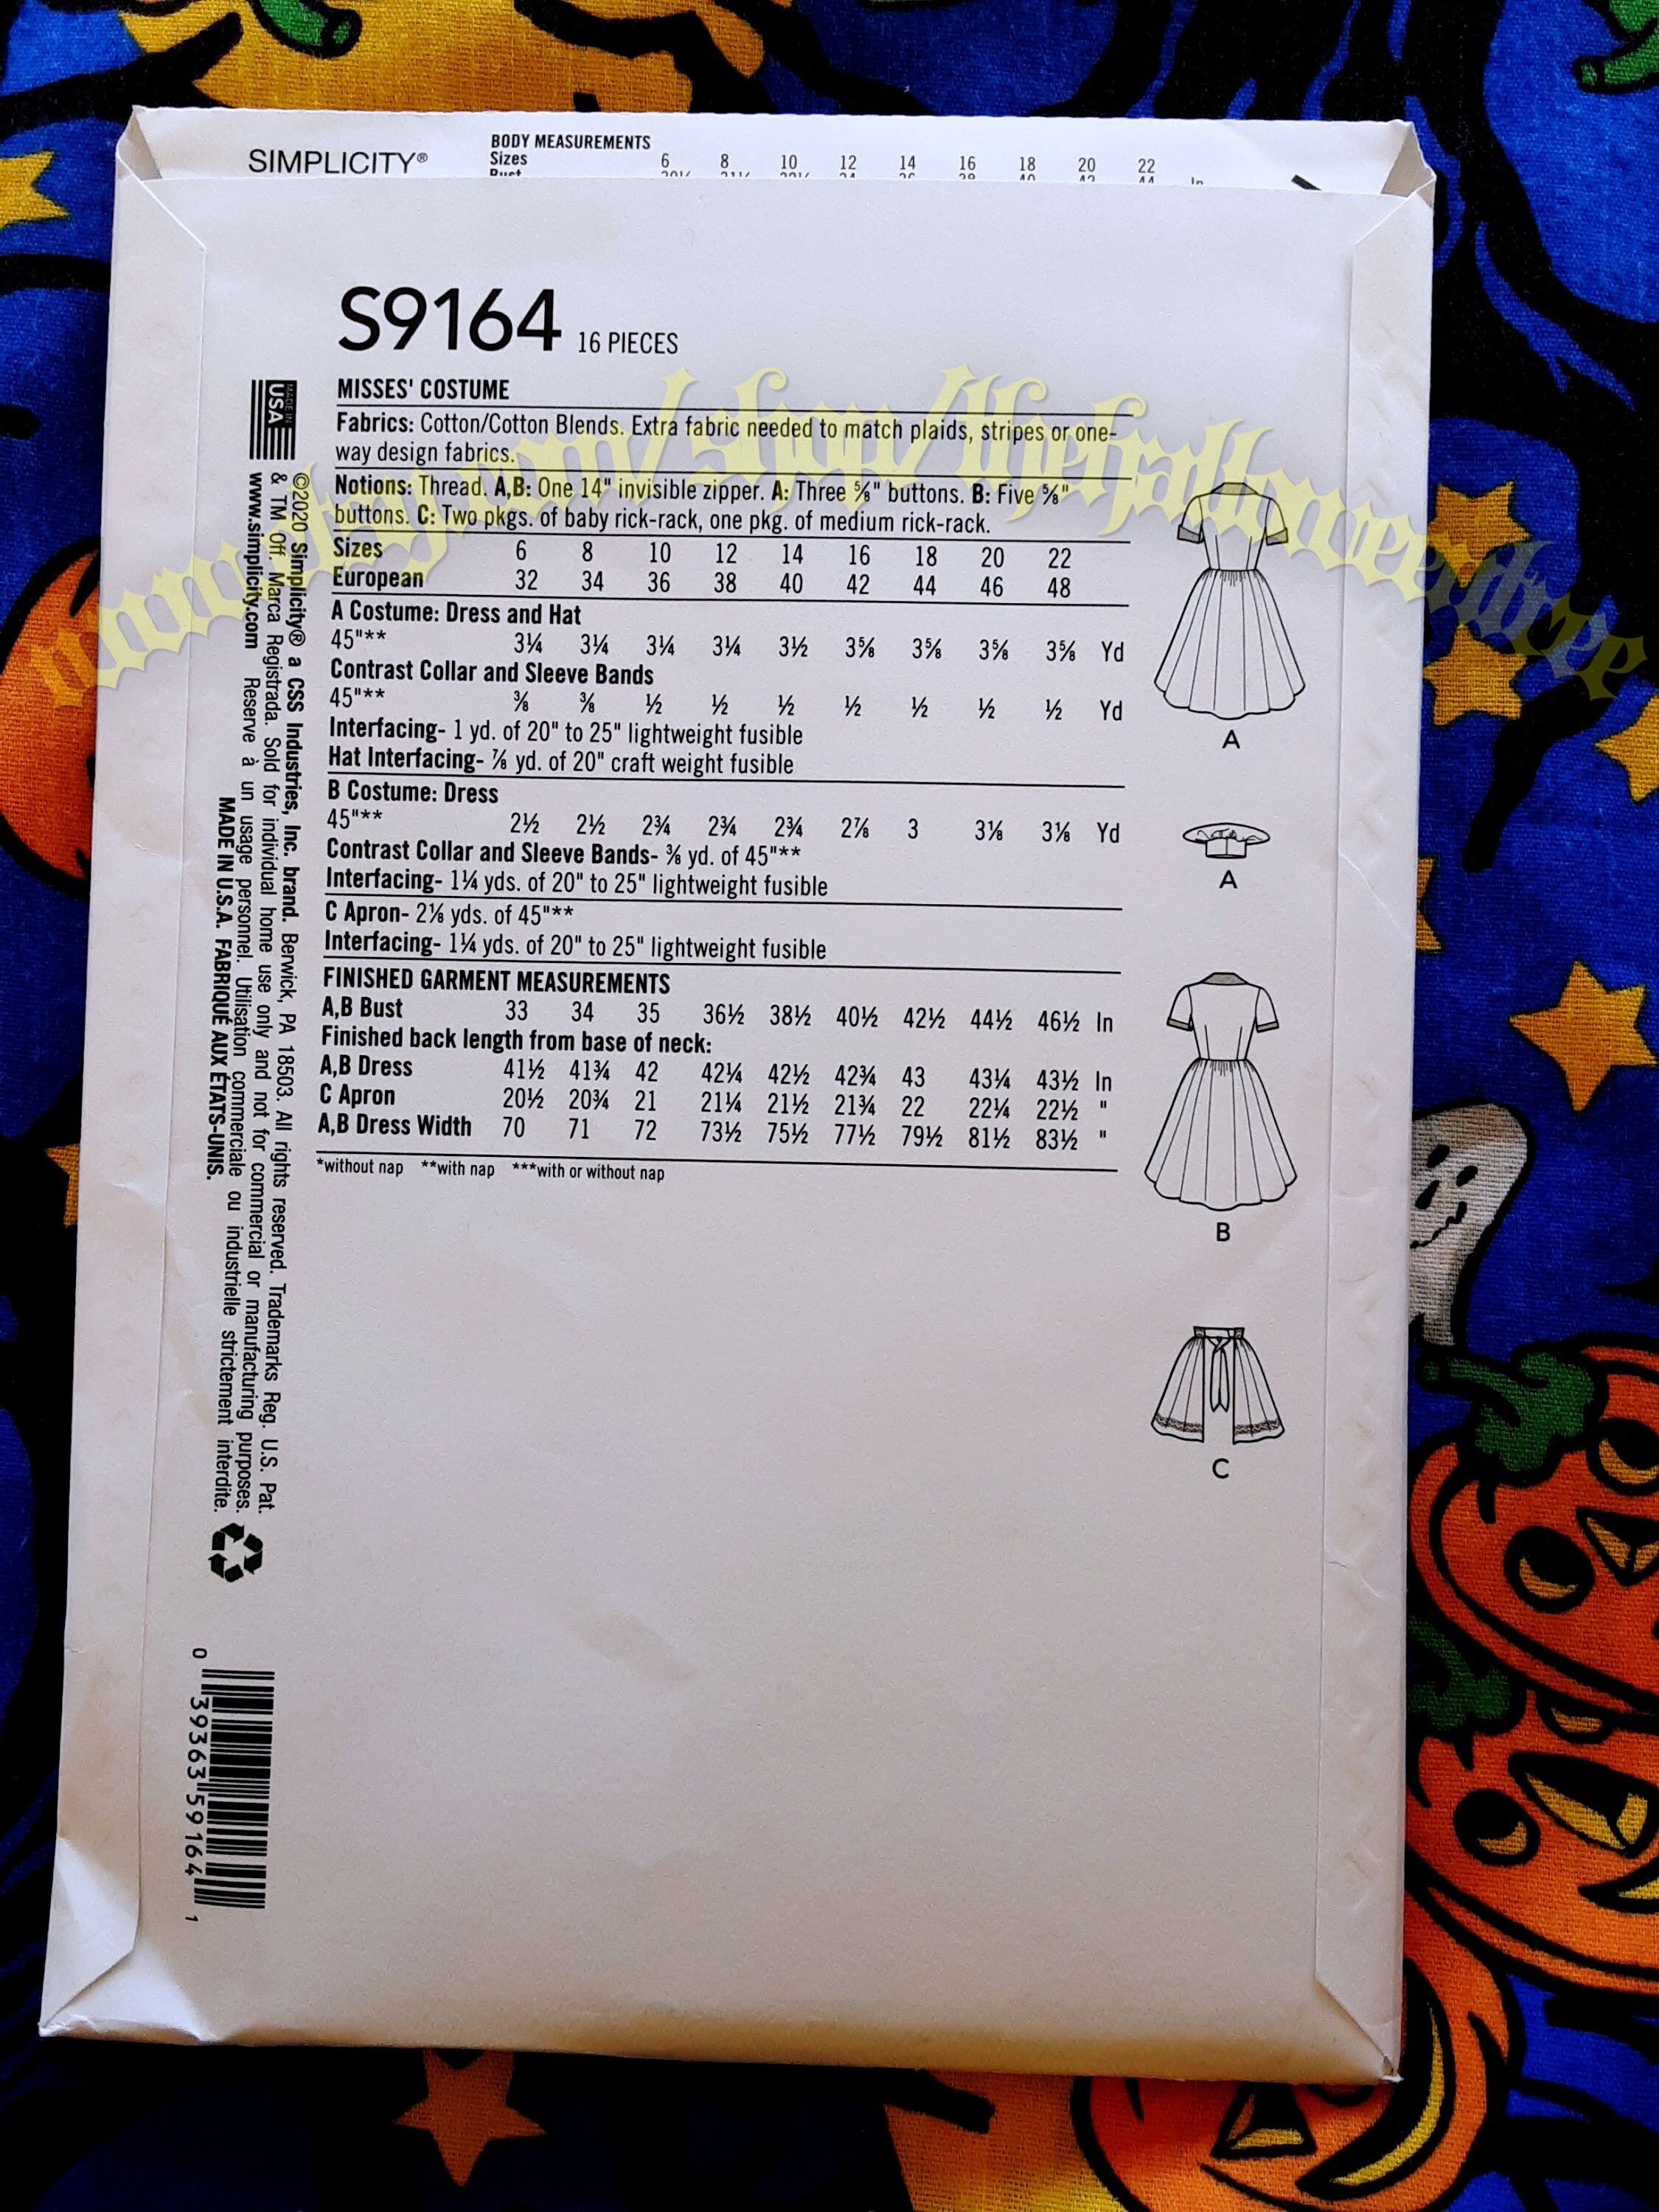 SIMPLICITY®
BODY MEASUREMENTS
Sizes 6 8 10 12 14 16 18 20 22
Bust In
S9164 16 PIECES
MISSES' COSTUME
Fabrics: Cotton/Cotton Blends. Extra fabric needed to match plaids, stripes or one-
way design fabrics.
Notions: Thread. A,B: One 14" invisible zipper. A: Three ⅝" buttons. B: Five ⅝"
buttons. C: Two pkgs. of baby rick-rack, one pkg. of medium rick-rack.
Sizes 6 8 10 12 14 16 18 20 22
European 32 34 36 38 40 42 44 46 48
A Costume: Dress and Hat
45"** 3¼ 3¼ 3¼ 3¼ 3½ 3⅝ 3⅝ 3⅝ 3⅝ Yd
Contrast Collar and Sleeve Bands
45"** ⅜ ⅜ ½ ½ ½ ½ ½ ½ ½ Yd
Interfacing- 1 yd. of 20" to 25" lightweight fusible
Hat Interfacing- ⅞ yd. of 20" craft weight fusible
B Costume: Dress
45"** 2½ 2½ 2¾ 2¾ 2¾ 2⅞ 3 3⅛ 3⅛ Yd
Contrast Collar and Sleeve Bands- ⅜ yd. of 45"**
Interfacing- 1¼ yds. of 20" to 25" lightweight fusible
C Apron- 2⅛ yds. of 45"**
Interfacing- 1¼ yds. of 20" to 25" lightweight fusible
FINISHED GARMENT MEASUREMENTS
A,B Bust 33 34 35 36½ 38½ 40½ 42½ 44½ 46½ In
Finished back length from base of neck:
A,B Dress 41½ 41¾ 42 42¼ 42½ 42¾ 43 43¼ 43½ In
C Apron 20½ 20¾ 21 21¼ 21½ 21¾ 22 22¼ 22½ "
A,B Dress Width 70 71 72 73½ 75½ 77½ 79½ 81½ 83½ "
*without nap **with nap ***with or without nap
A
A
B
C
MADE IN
USA
©2020 Simplicity® a CSS Industries, Inc. brand. Berwick, PA 18503. All rights reserved. Trademarks Reg. U.S. Pat.
& TM Off. Marca Registrada. Sold for individual home use only and not for commercial or manufacturing purposes.
www.simplicity.com Reserve à un usage personnel. Utilisation commerciale ou industrielle strictement interdite.
MADE IN U.S.A. FABRIQUÉ AUX ÉTATS-UNIS.
0 39363 59164 1
www.etsy.com/shop/thehalloweentree